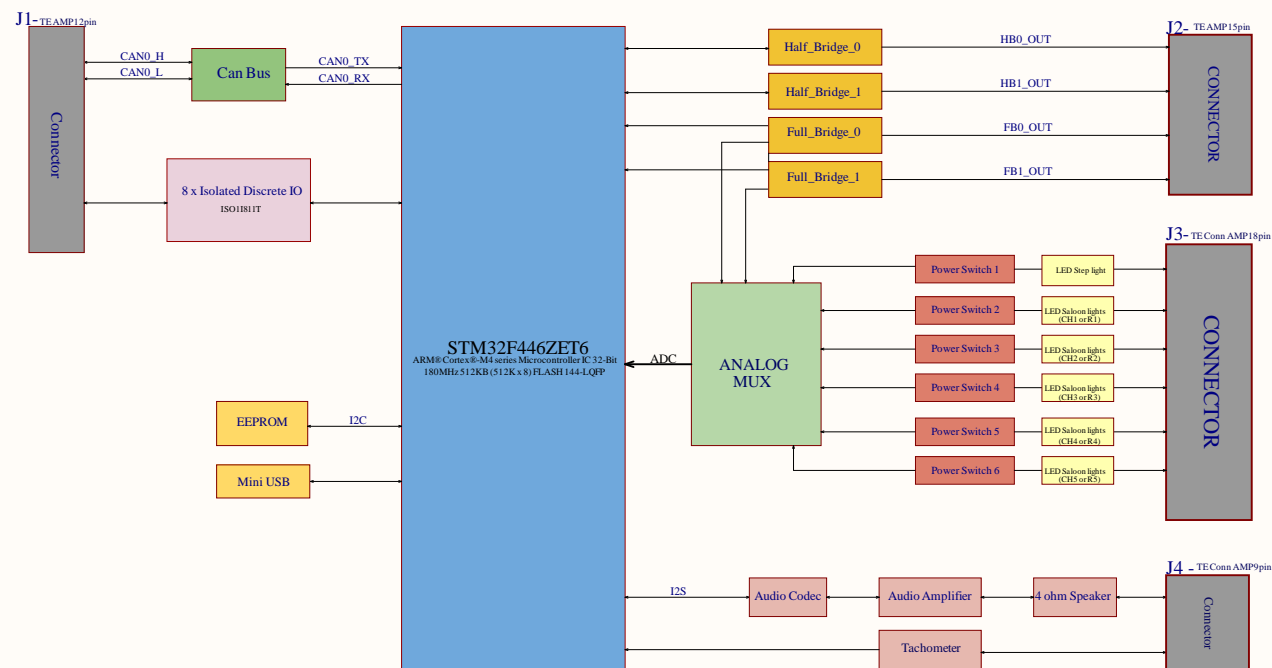 J1- TE AMP12pin
Connector
CAN0_H
CAN0_L
Can Bus
CAN0_TX
CAN0_RX
8 x Isolated Discrete IO
ISO1I811T
STM32F446ZET6
ARM® Cortex®-M4 series Microcontroller IC 32-Bit
180MHz 512KB (512K x 8) FLASH 144-LQFP
EEPROM
I2C
Mini USB
Half_Bridge_0
HB0_OUT
Half_Bridge_1
HB1_OUT
Full_Bridge_0
FB0_OUT
Full_Bridge_1
FB1_OUT
J2- TE AMP15pin
CONNECTOR
ADC
ANALOG
MUX
Power Switch 1
LED Step light
Power Switch 2
LED Saloon lights
(CH1 or R1)
Power Switch 3
LED Saloon lights
(CH2 or R2)
Power Switch 4
LED Saloon lights
(CH3 or R3)
Power Switch 5
LED Saloon lights
(CH4 or R4)
Power Switch 6
LED Saloon lights
(CH5 or R5)
J3- TE Conn AMP18pin
CONNECTOR
I2S
Audio Codec
Audio Amplifier
4 ohm Speaker
Tachometer
J4 - TE Conn AMP9pin
Connector